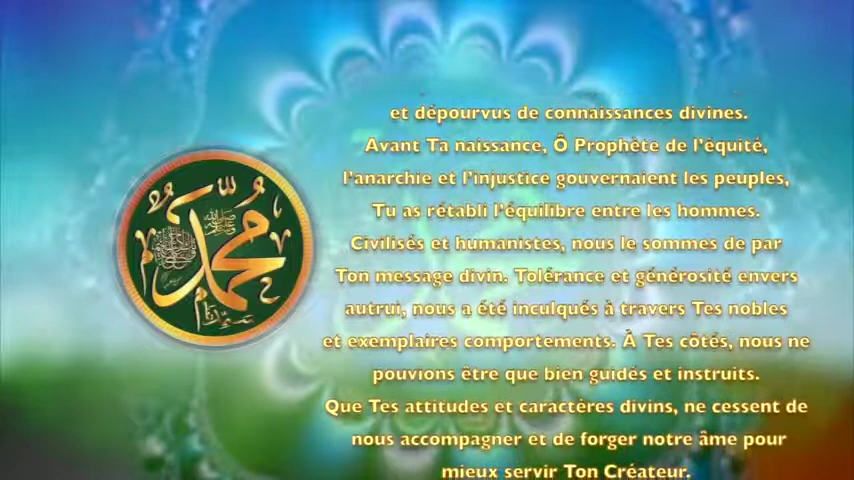 et dépourvus de connaissances divines.
Avant Ta naissance, Ô Prophète de l'équité,
l'anarchie et l'injustice gouvernaient les peuples,
Tu as rétabli l'équilibre entre les hommes.
Civilisés et humanistes, nous le sommes de par
Ton message divin. Tolérance et générosité envers
autrui, nous a été inculqués à travers Tes nobles
et exemplaires comportements. À Tes côtés, nous ne
pouvions être que bien guidés et instruits.
Que Tes attitudes et caractères divins, ne cessent de
nous accompagner et de forger notre âme pour
mieux servir Ton Créateur.
محمد